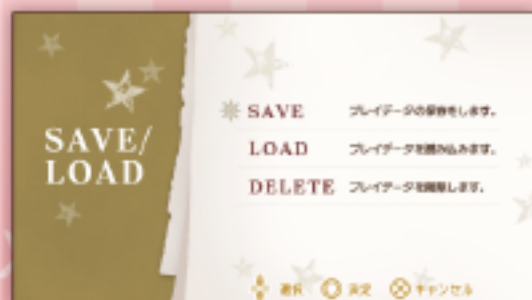 SAVE/
LOAD
SAVE プレイデータの保存をします。
LOAD プレイデータを読み込みます。
DELETE プレイデータを削除します。
選択 決定 キャンセル